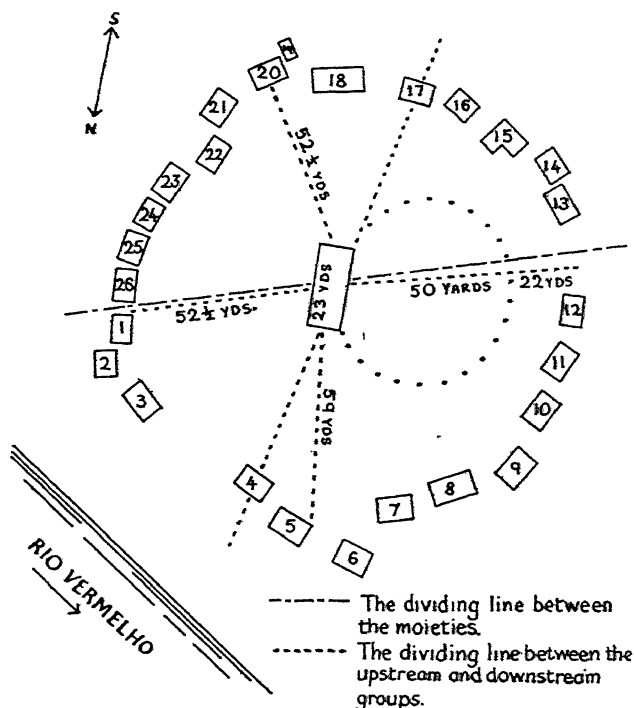 S
N
20
18
17
16
15
14
13
21
22
23
24
25
26
1
2
3
52½ YDS
52½ YDS.
23 YDS
50 YARDS
22 YDS
59 YDS
12
11
10
9
8
7
6
5
4
RIO VERMELHO
The dividing line between
the moieties.
The dividing line between the
upstream and downstream
groups.